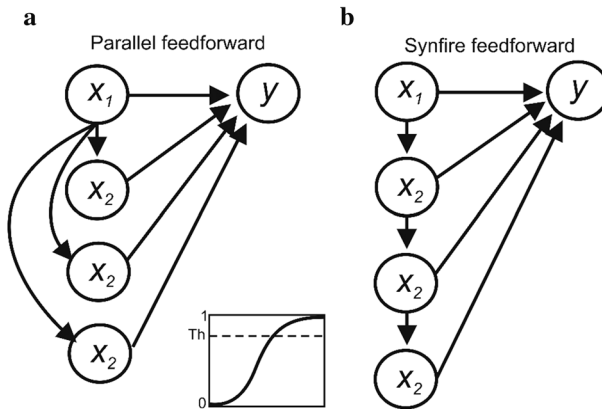 a
Parallel feedforward
x1
y
x2
x2
x2
1
Th
0
b
Synfire feedforward
x1
y
x2
x2
x2